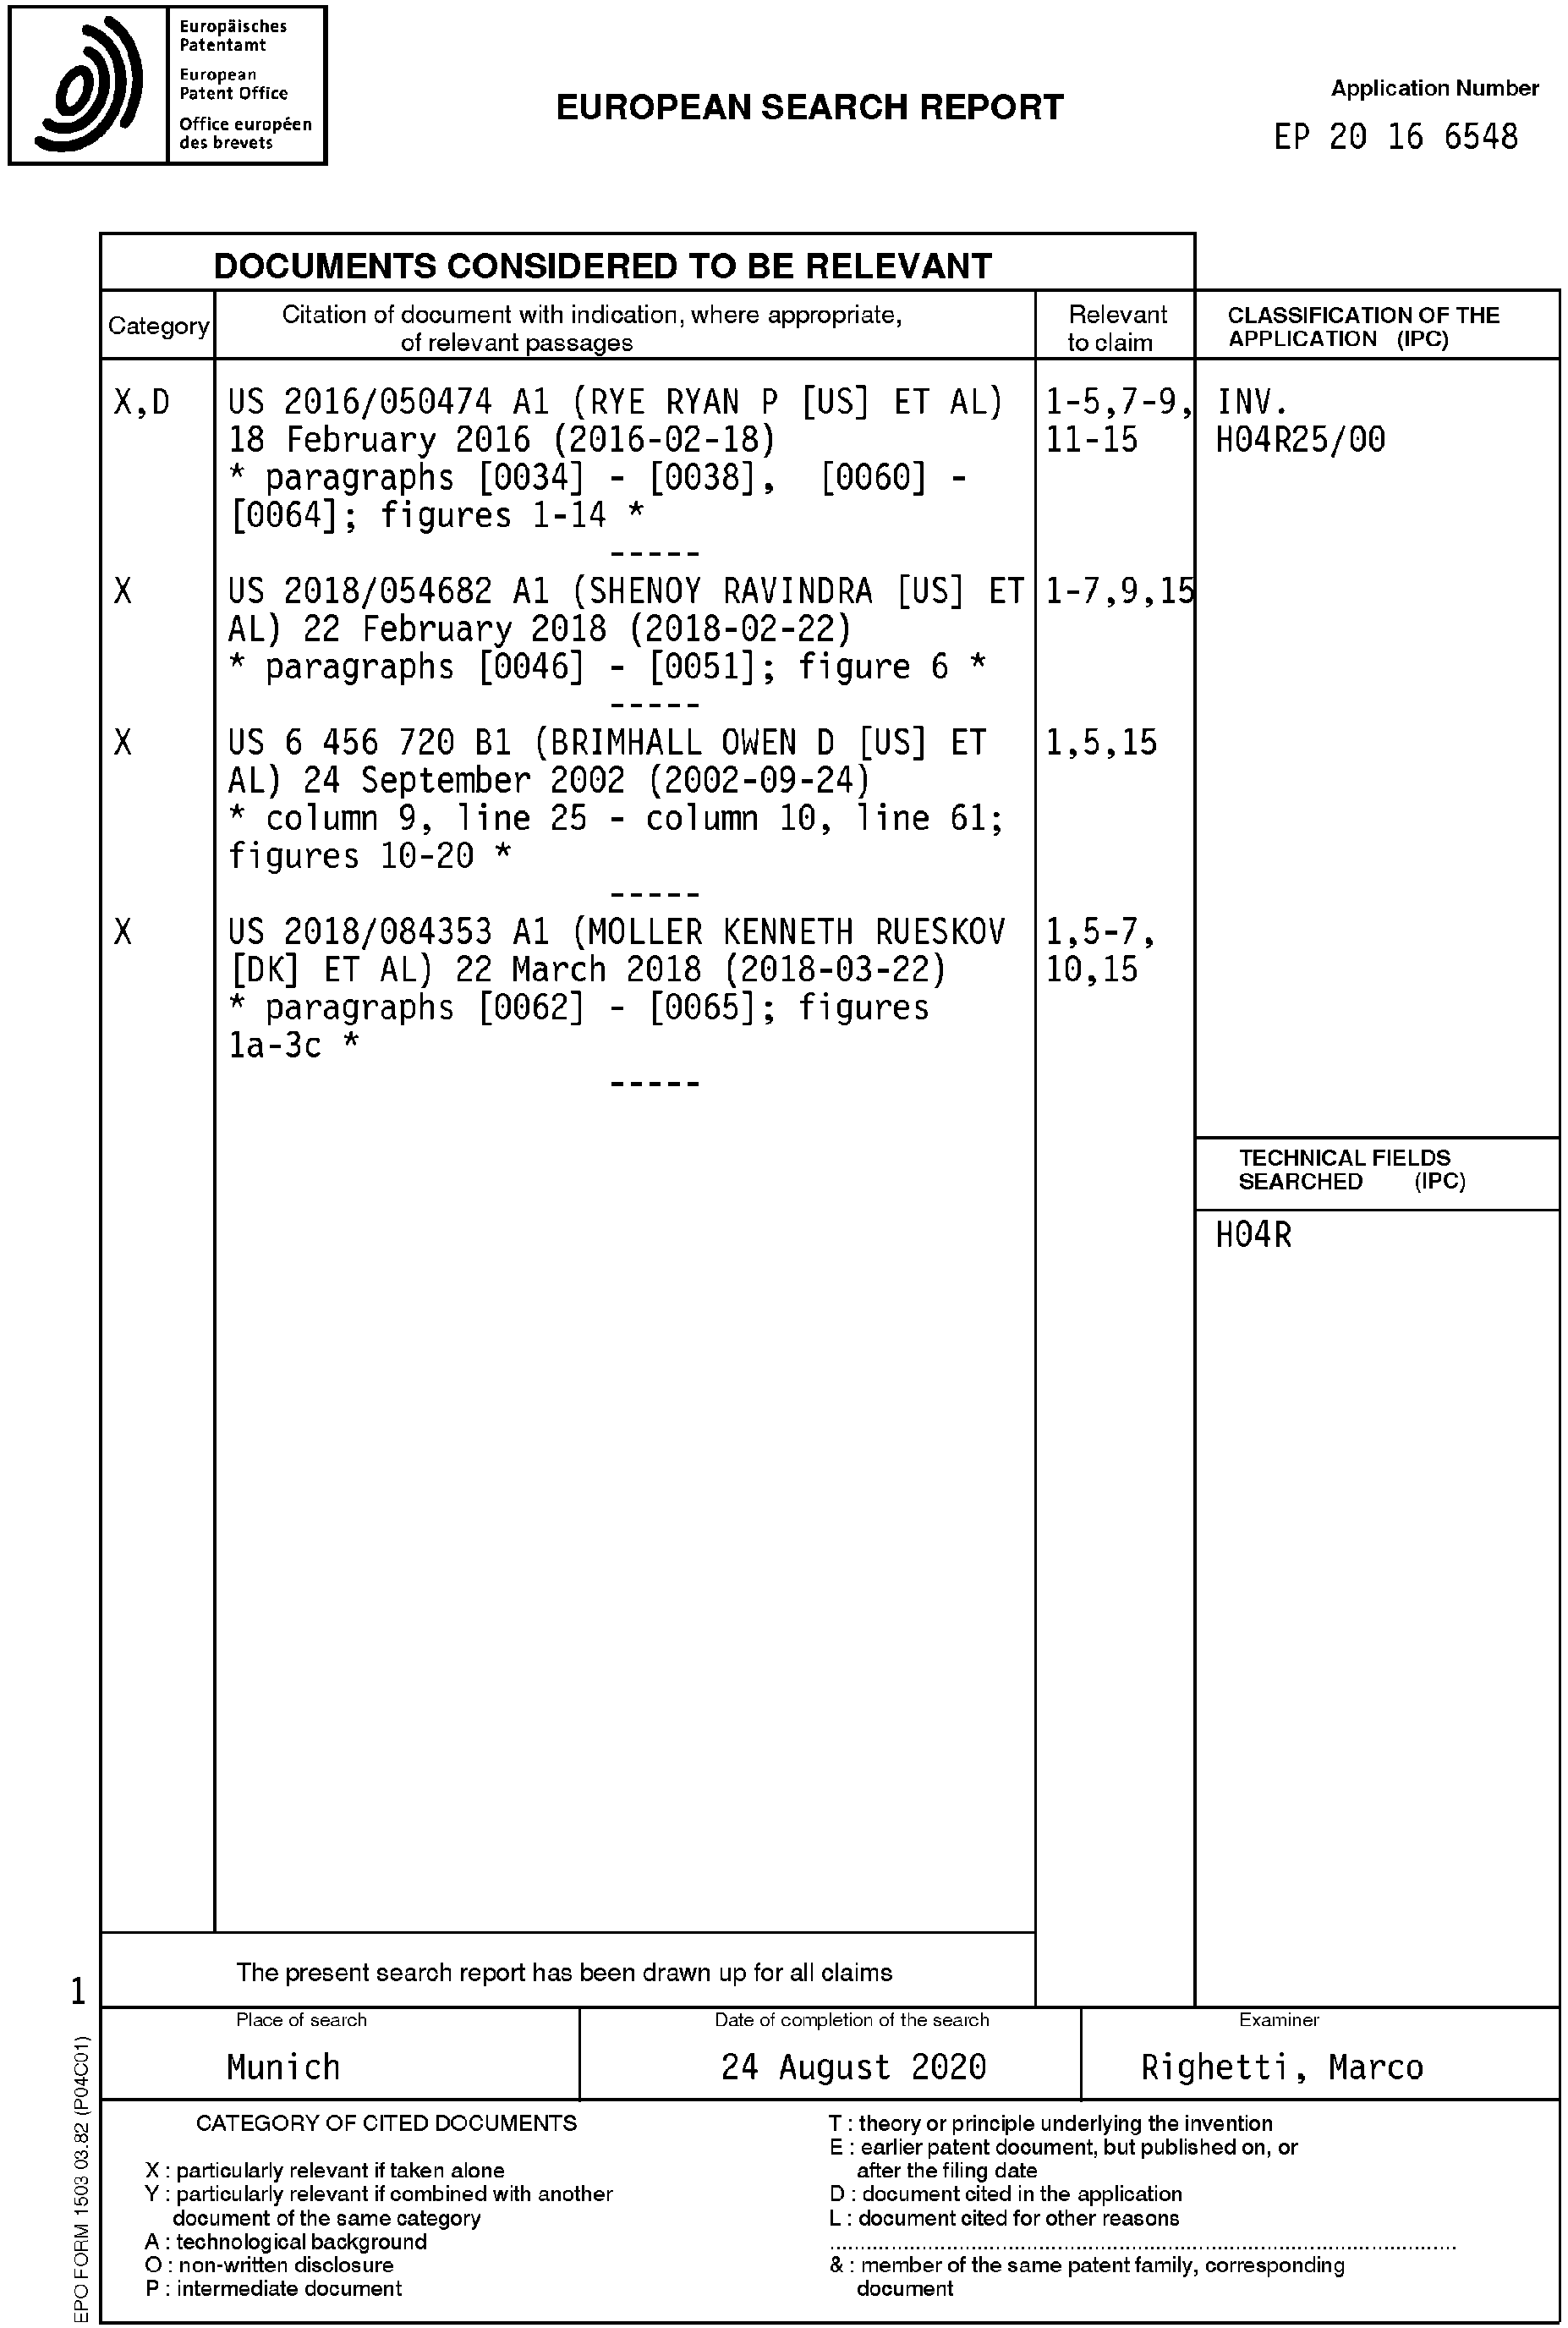 Europäisches
Patentamt
European
Patent Office
Office européen
des brevets
EUROPEAN SEARCH REPORT
Application Number
EP 20 16 6548
DOCUMENTS CONSIDERED TO BE RELEVANT
Category
Citation of document with indication, where appropriate,
of relevant passages
Relevant
to claim
CLASSIFICATION OF THE
APPLICATION (IPC)
X,D
US 2016/050474 A1 (RYE RYAN P [US] ET AL)
18 February 2016 (2016-02-18)
* paragraphs [0034] - [0038], [0060] -
[0064]; figures 1-14 *
-----
1-5,7-9,
11-15
INV.
H04R25/00
X
US 2018/054682 A1 (SHENOY RAVINDRA [US] ET
AL) 22 February 2018 (2018-02-22)
* paragraphs [0046] - [0051]; figure 6 *
-----
1-7,9,15
X
US 6 456 720 B1 (BRIMHALL OWEN D [US] ET
AL) 24 September 2002 (2002-09-24)
* column 9, line 25 - column 10, line 61;
figures 10-20 *
-----
1,5,15
X
US 2018/084353 A1 (MOLLER KENNETH RUESKOV
[DK] ET AL) 22 March 2018 (2018-03-22)
* paragraphs [0062] - [0065]; figures
1a-3c *
-----
1,5-7,
10,15
TECHNICAL FIELDS
SEARCHED (IPC)
H04R
The present search report has been drawn up for all claims
1
Place of search
Munich
Date of completion of the search
24 August 2020
Examiner
Righetti, Marco
CATEGORY OF CITED DOCUMENTS
X : particularly relevant if taken alone
Y : particularly relevant if combined with another
document of the same category
A : technological background
O : non-written disclosure
P : intermediate document
T : theory or principle underlying the invention
E : earlier patent document, but published on, or
after the filing date
D : document cited in the application
L : document cited for other reasons
& : member of the same patent family, corresponding
document
EPO FORM 1503 03.82 (P04C01)